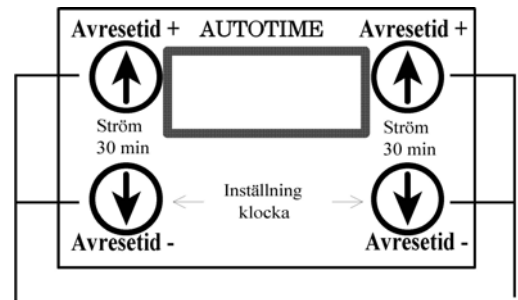 Avresetid + AUTOTIME Avresetid +
Ström Ström
30 min 30 min
Inställning
klocka
Avresetid - Avresetid -